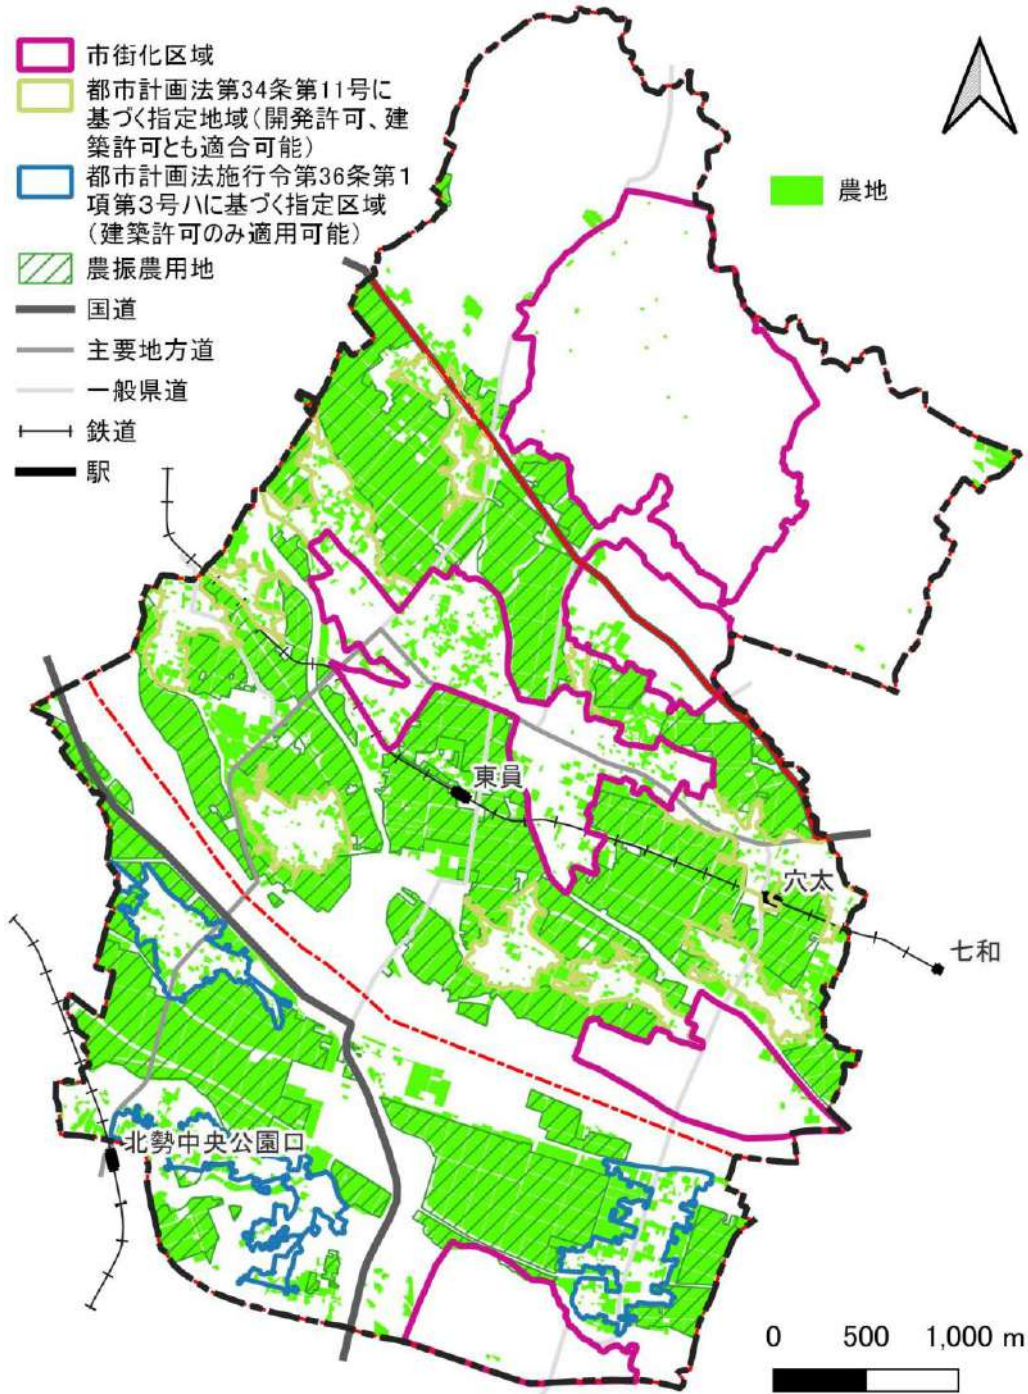 市街化区域
都市計画法第34条第11号に
基づく指定地域(開発許可、建
築許可とも適合可能)
都市計画法施行令第36条第1
項第3号ハに基づく指定区域
(建築許可のみ適用可能)
農振農用地
国道
主要地方道
一般県道
鉄道
駅
農地
東員
穴太
七和
北勢中央公園口
0 500 1,000 m